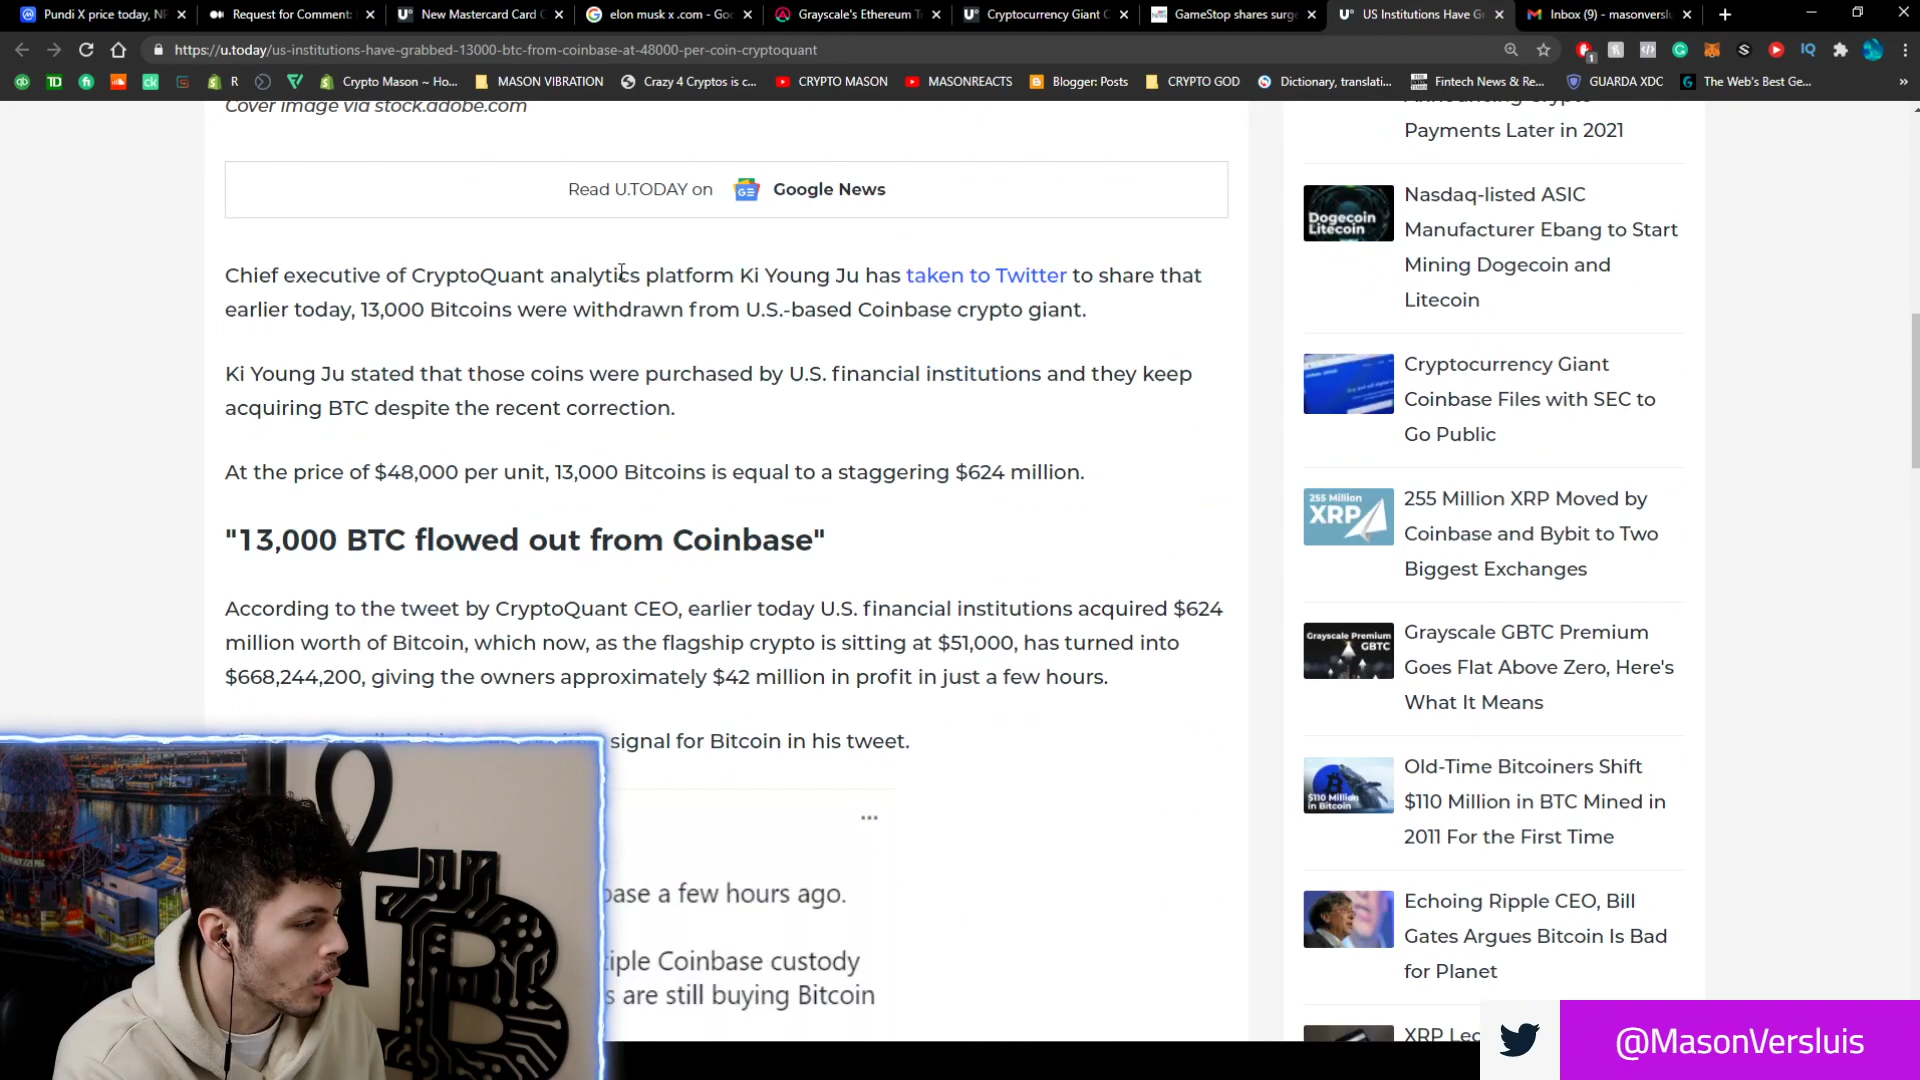 Pundi X price today, NP
Request for Comment:
New Mastercard Card C
elon musk x .com - Goo
Grayscale's Ethereum Tr
Cryptocurrency Giant C
GameStop shares surge
US Institutions Have Gr
Inbox (9) - masonverslu
https://u.today/us-institutions-have-grabbed-13000-btc-from-coinbase-at-48000-per-coin-cryptoquant
R
Crypto Mason ~ Ho...
MASON VIBRATION
Crazy 4 Cryptos is c...
CRYPTO MASON
MASONREACTS
Blogger: Posts
CRYPTO GOD
Dictionary, translati...
Fintech News & Re...
GUARDA XDC
The Web's Best Ge...
Cover image via stock.adobe.com
Read U.TODAY on Google News
Chief executive of CryptoQuant analytics platform Ki Young Ju has taken to Twitter to share that
earlier today, 13,000 Bitcoins were withdrawn from U.S.-based Coinbase crypto giant.
Ki Young Ju stated that those coins were purchased by U.S. financial institutions and they keep
acquiring BTC despite the recent correction.
At the price of $48,000 per unit, 13,000 Bitcoins is equal to a staggering $624 million.
"13,000 BTC flowed out from Coinbase"
According to the tweet by CryptoQuant CEO, earlier today U.S. financial institutions acquired $624
million worth of Bitcoin, which now, as the flagship crypto is sitting at $51,000, has turned into
$668,244,200, giving the owners approximately $42 million in profit in just a few hours.
signal for Bitcoin in his tweet.
base a few hours ago.
tiple Coinbase custody
s are still buying Bitcoin
Announcing Crypto
Payments Later in 2021
Dogecoin
Litecoin
Nasdaq-listed ASIC
Manufacturer Ebang to Start
Mining Dogecoin and
Litecoin
Cryptocurrency Giant
Coinbase Files with SEC to
Go Public
255 Million
XRP
255 Million XRP Moved by
Coinbase and Bybit to Two
Biggest Exchanges
Grayscale Premium
GBTC
Grayscale GBTC Premium
Goes Flat Above Zero, Here's
What It Means
$110 Million
in Bitcoin
Old-Time Bitcoiners Shift
$110 Million in BTC Mined in
2011 For the First Time
Echoing Ripple CEO, Bill
Gates Argues Bitcoin Is Bad
for Planet
XRP Lec
@MasonVersluis